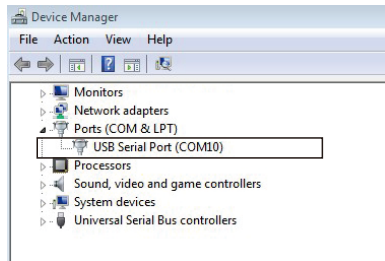 Device Manager
File Action View Help
Monitors
Network adapters
Ports (COM & LPT)
USB Serial Port (COM10)
Processors
Sound, video and game controllers
System devices
Universal Serial Bus controllers